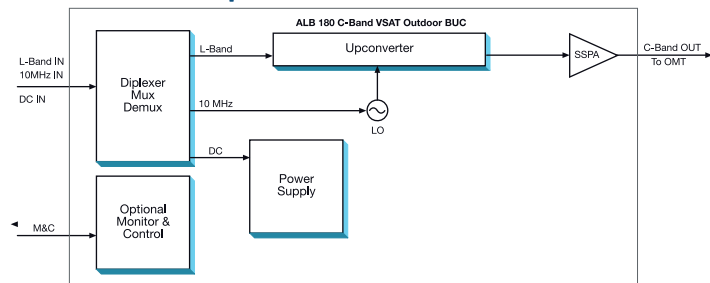 ALB 180 C-Band VSAT Outdoor BUC
L-Band IN
10MHz IN
DC IN
Diplexer
Mux
Demux
L-Band
Upconverter
SSPA
C-Band OUT
To OMT
10 MHz
LO
DC
Power
Supply
M&C
Optional
Monitor &
Control